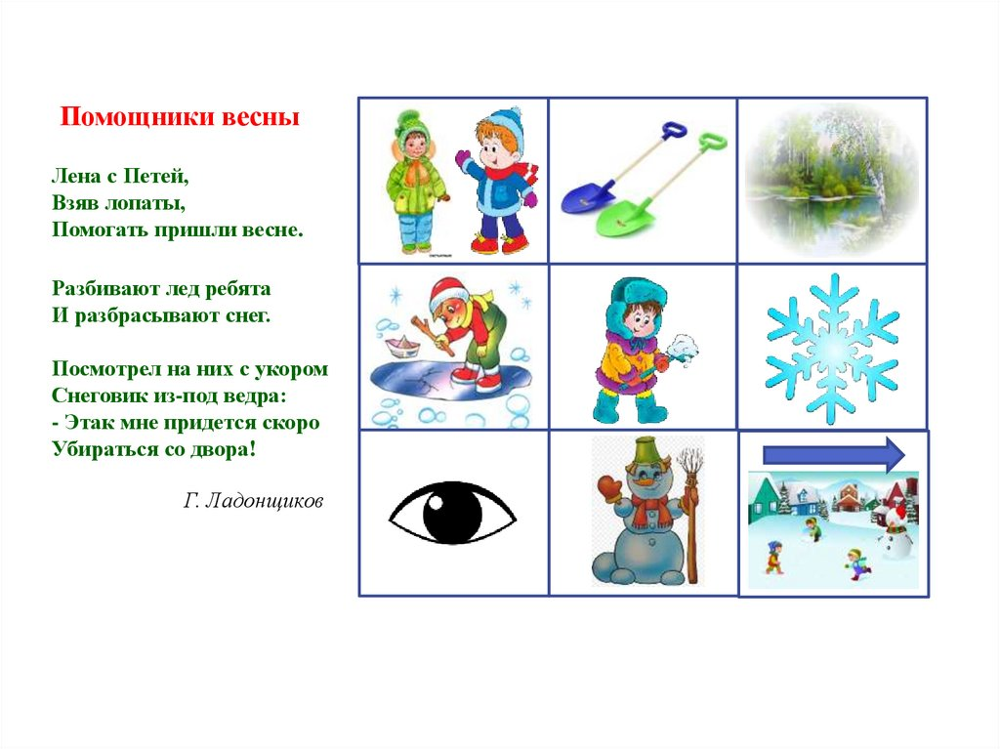 Помощники весны
Лена с Петей,
Взяв лопаты,
Помогать пришли весне.
Разбивают лед ребята
И разбрасывают снег.
Посмотрел на них с укором
Снеговик из-под ведра:
- Этак мне придется скоро
Убираться со двора!
Г. Ладонщиков